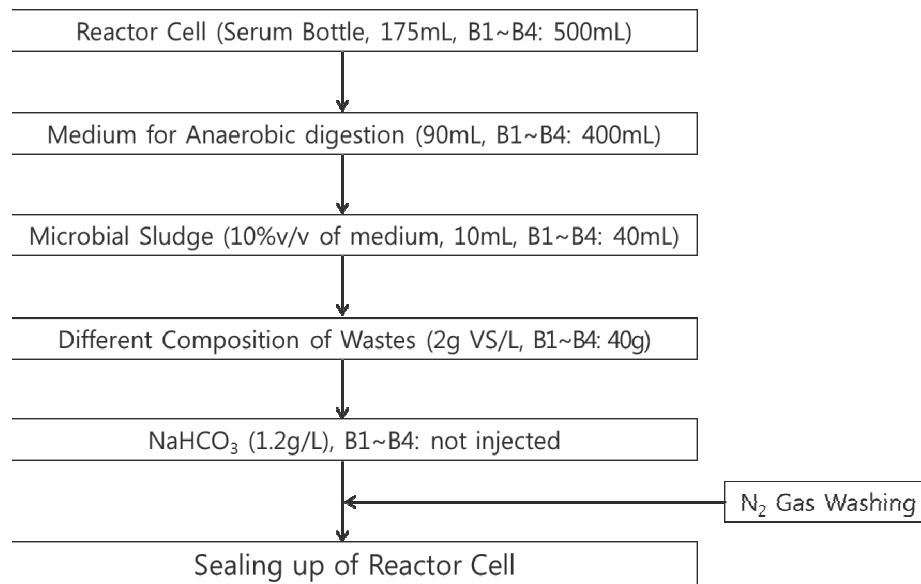 Reactor Cell (Serum Bottle, 175mL, B1~B4: 500mL)
Medium for Anaerobic digestion (90mL, B1~B4: 400mL)
Microbial Sludge (10%v/v of medium, 10mL, B1~B4: 40mL)
Different Composition of Wastes (2g VS/L, B1~B4: 40g)
NaHCO₃ (1.2g/L), B1~B4: not injected
N₂ Gas Washing
Sealing up of Reactor Cell